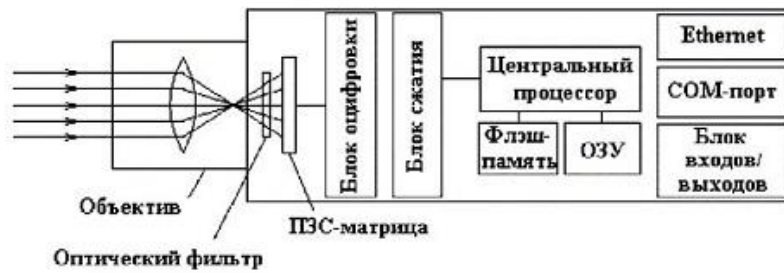 Объектив
Оптический фильтр
ПЗС-матрица
Блок оцифровки
Блок сжатия
Центральный
процессор
Флэш-
память
ОЗУ
Ethernet
COM-порт
Блок
входов/
выходов